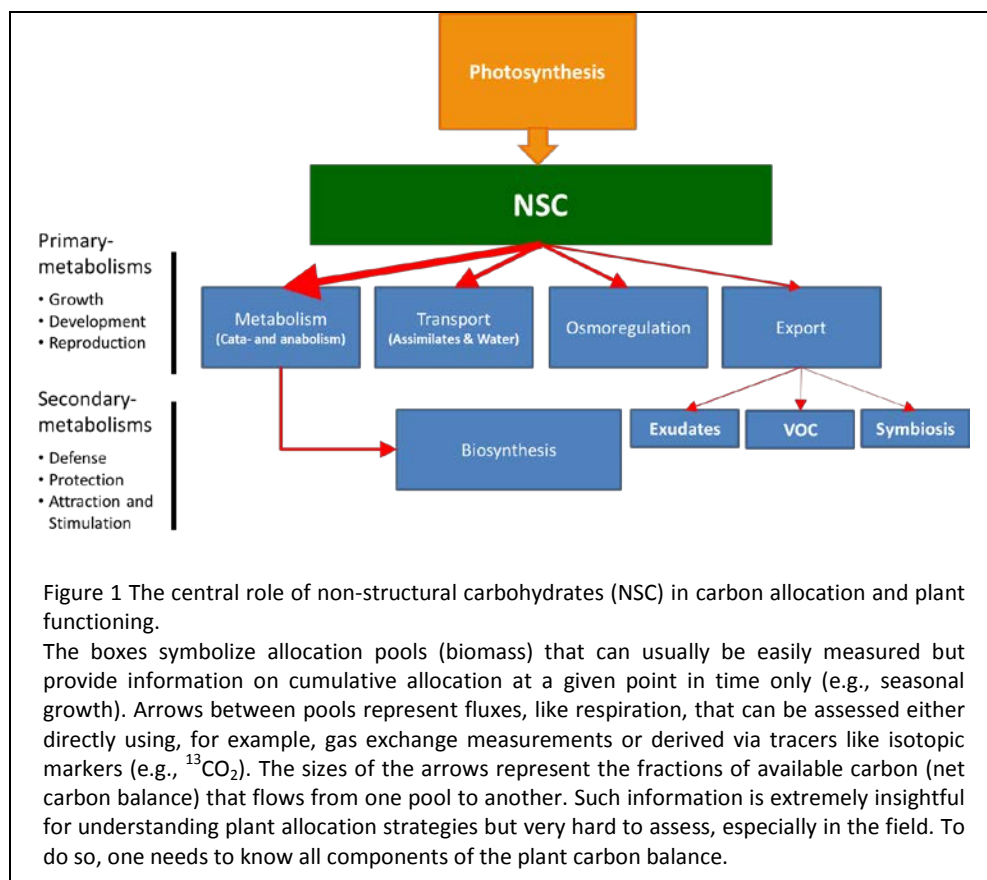 Photosynthesis
NSC
Primary-
metabolisms
• Growth
• Development
• Reproduction
Metabolism
(Cata- and anabolism)
Transport
(Assimilates & Water)
Osmoregulation
Export
Secondary-
metabolisms
• Defense
• Protection
• Attraction and
Stimulation
Biosynthesis
Exudates
VOC
Symbiosis
Figure 1 The central role of non-structural carbohydrates (NSC) in carbon allocation and plant
functioning.
The boxes symbolize allocation pools (biomass) that can usually be easily measured but
provide information on cumulative allocation at a given point in time only (e.g., seasonal
growth). Arrows between pools represent fluxes, like respiration, that can be assessed either
directly using, for example, gas exchange measurements or derived via tracers like isotopic
markers (e.g., ¹³CO₂). The sizes of the arrows represent the fractions of available carbon (net
carbon balance) that flows from one pool to another. Such information is extremely insightful
for understanding plant allocation strategies but very hard to assess, especially in the field. To
do so, one needs to know all components of the plant carbon balance.